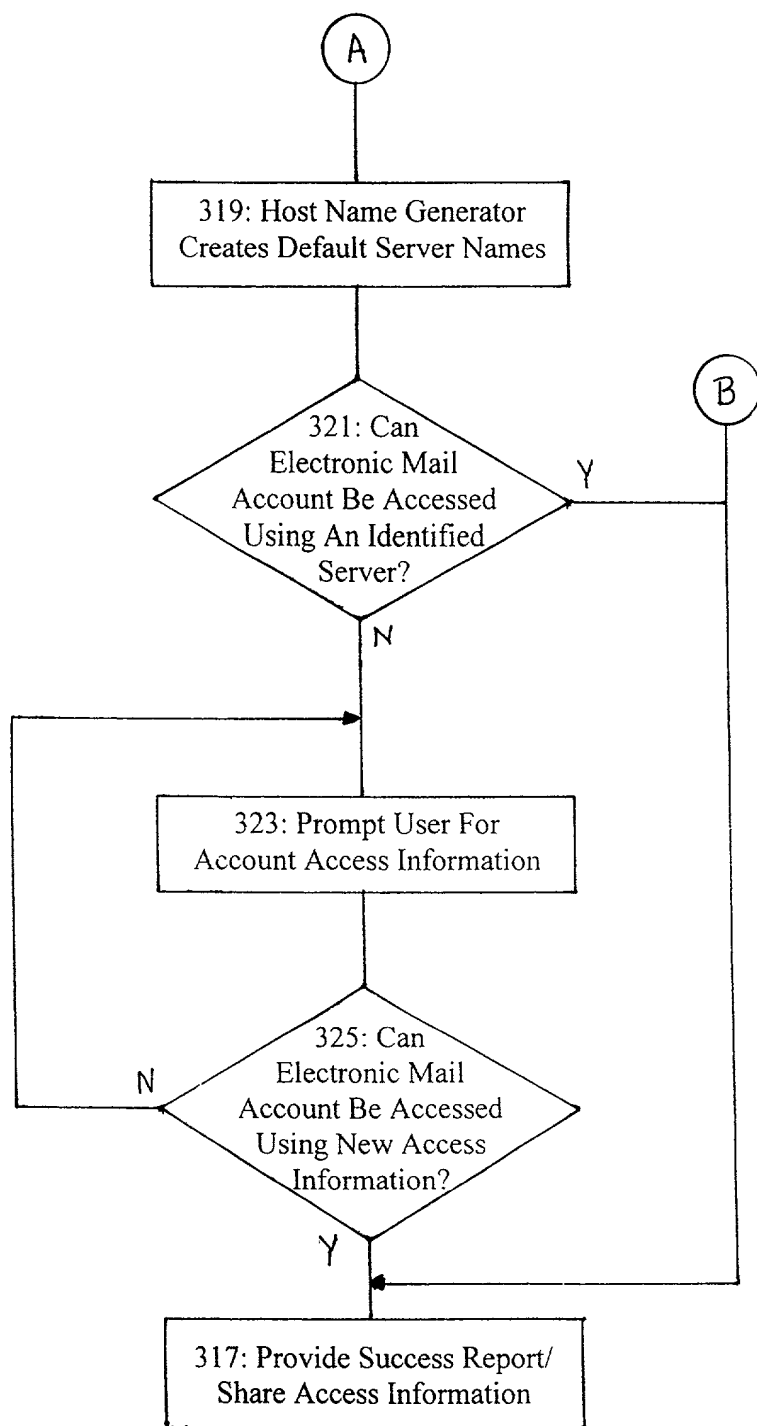 A
319: Host Name Generator
Creates Default Server Names
B
321: Can
Electronic Mail
Account Be Accessed
Using An Identified
Server?
Y
N
323: Prompt User For
Account Access Information
325: Can
Electronic Mail
Account Be Accessed
Using New Access
Information?
N
Y
317: Provide Success Report/
Share Access Information